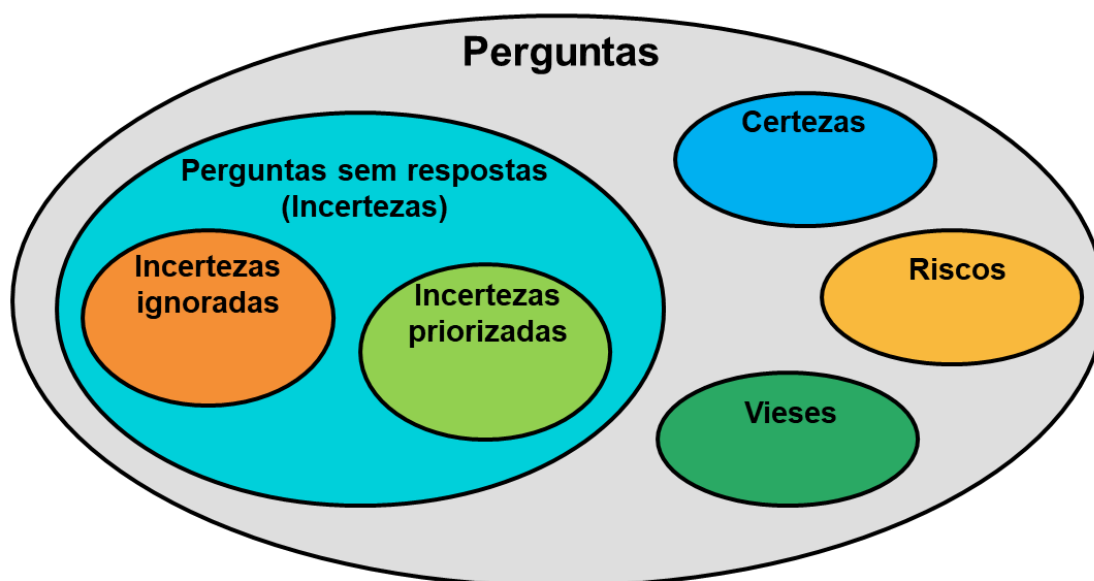 Perguntas
Certezas
Perguntas sem respostas
(Incertezas)
Incertezas
ignoradas
Incertezas
priorizadas
Riscos
Vieses